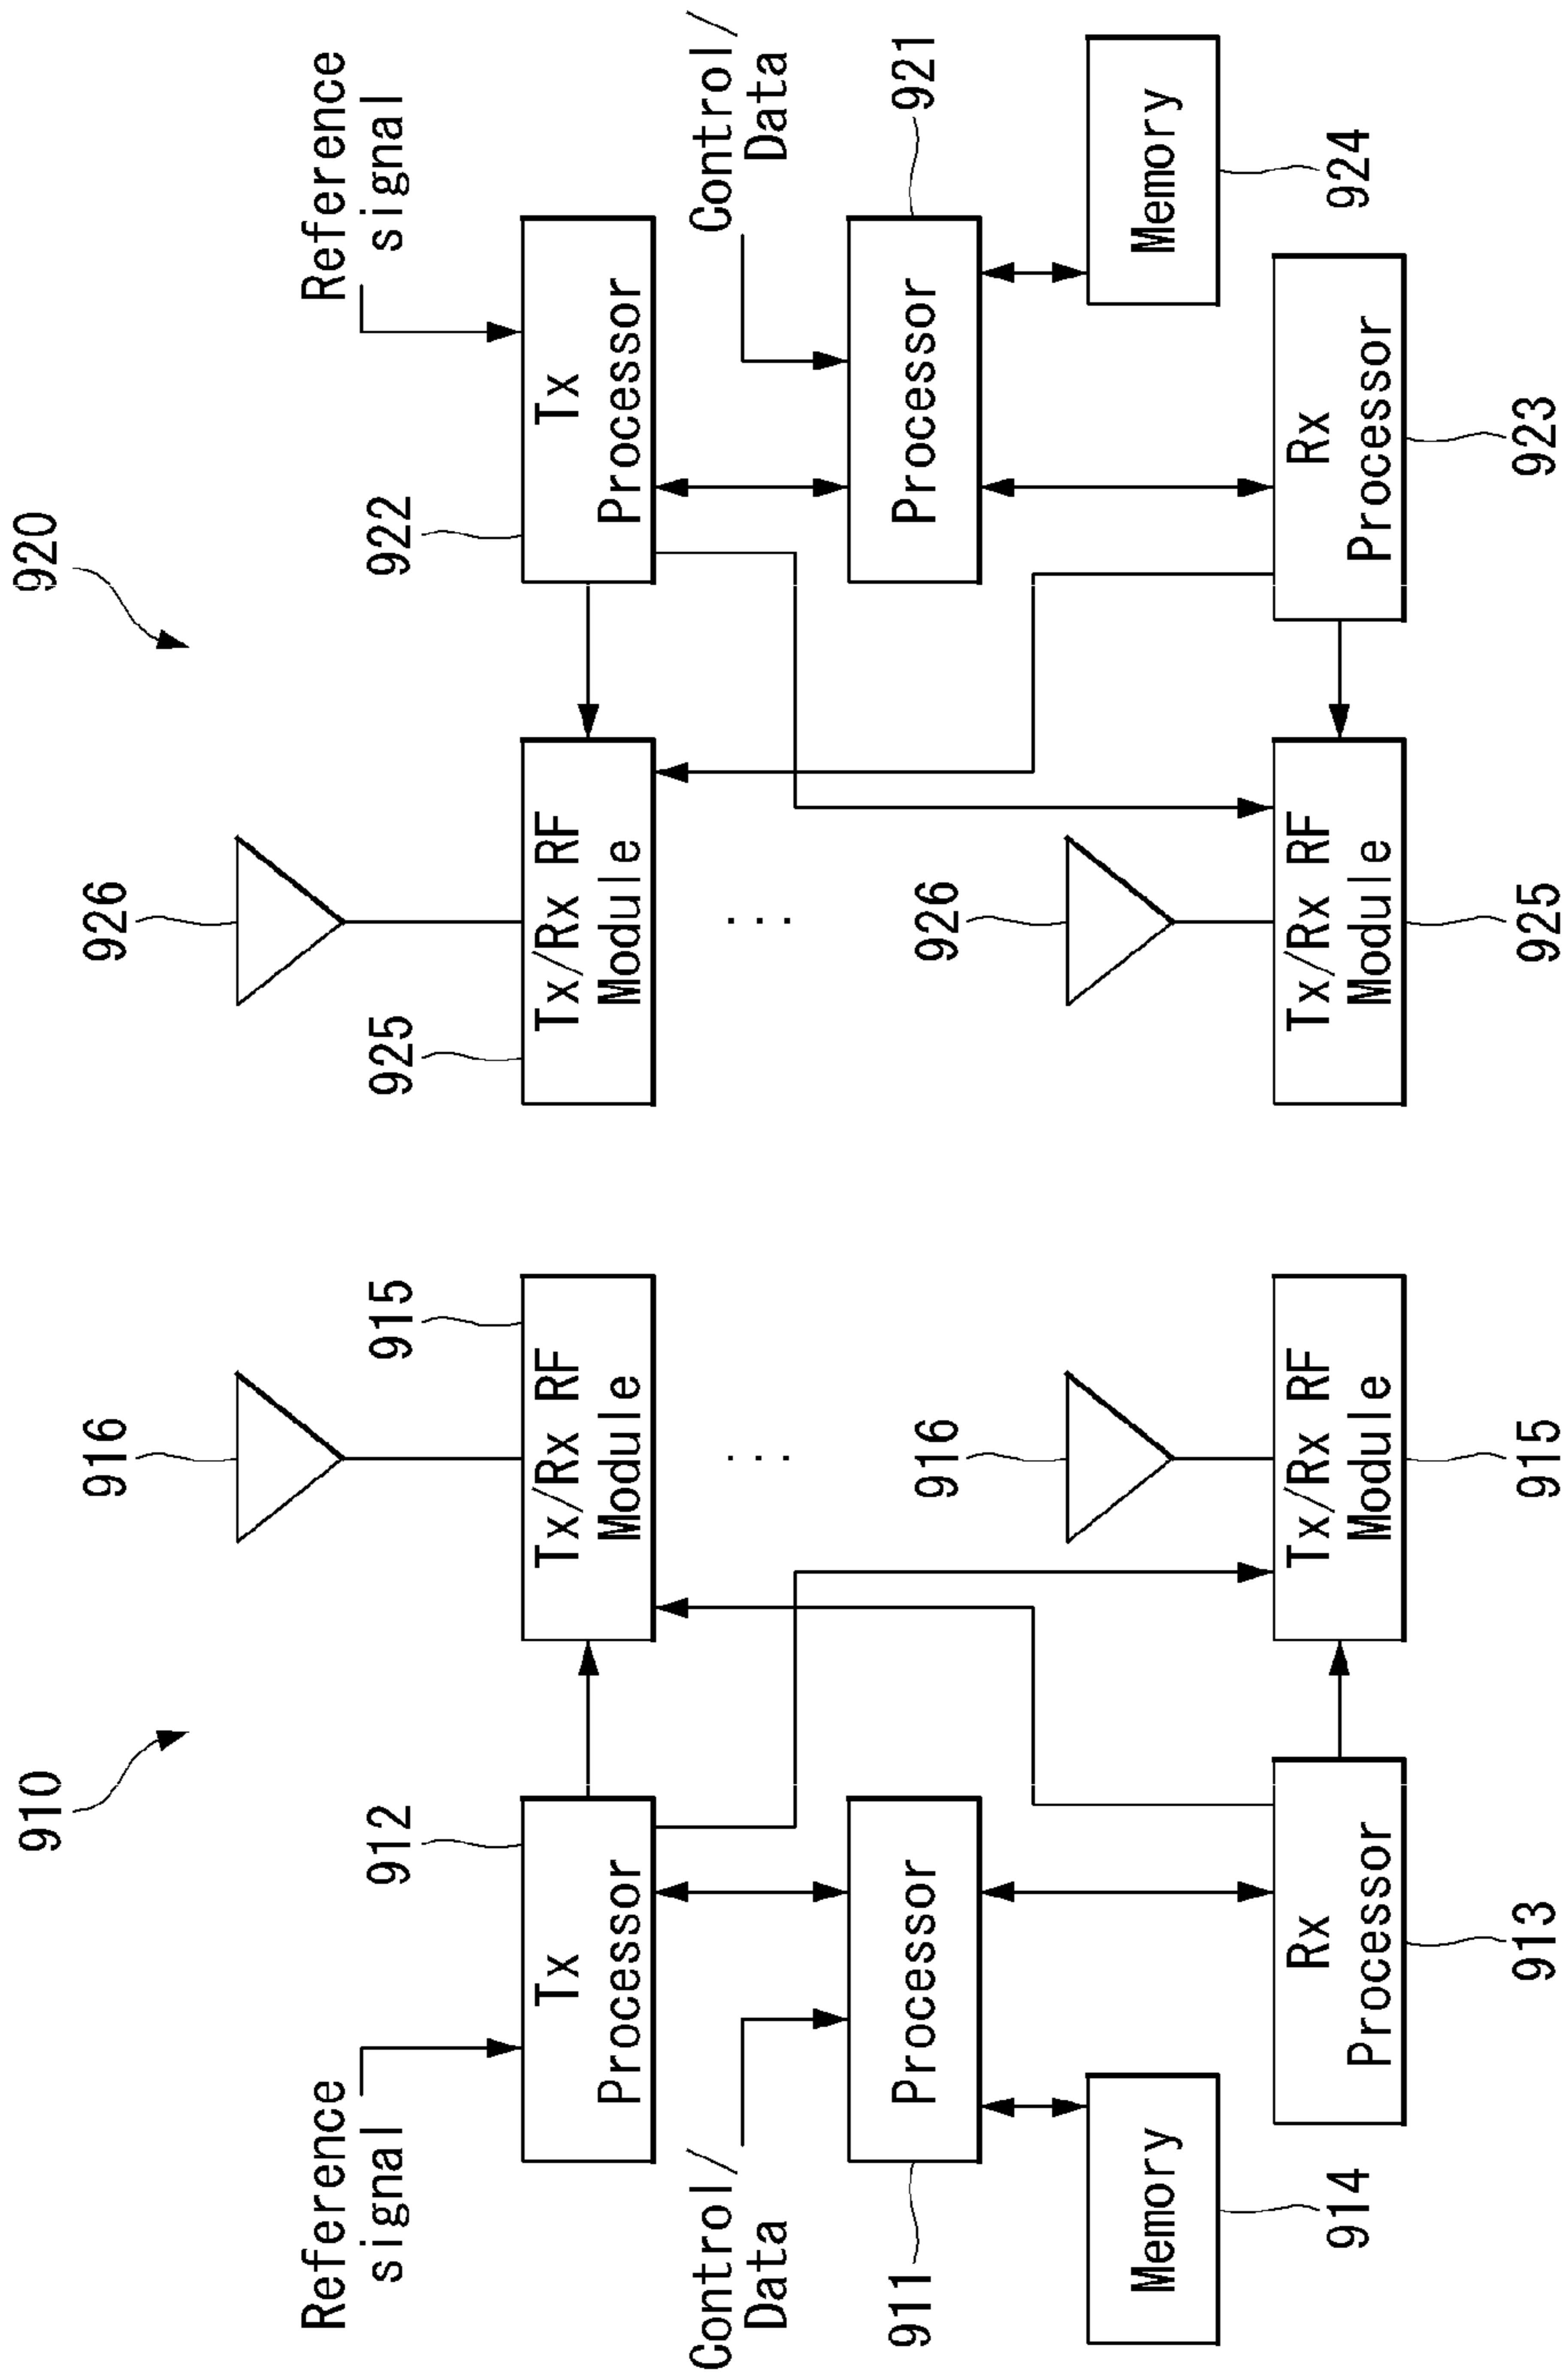 910
920
916
926
Reference
signal
912
915
925
922
Reference
signal
Tx
Processor
Tx/Rx RF
Module
Tx/Rx RF
Module
Tx
Processor
Control/
Data
...
...
Control/
Data
911
Processor
916
926
Processor
921
Memory
Memory
914
924
Rx
Processor
Tx/Rx RF
Module
Tx/Rx RF
Module
Rx
Processor
913
915
925
923